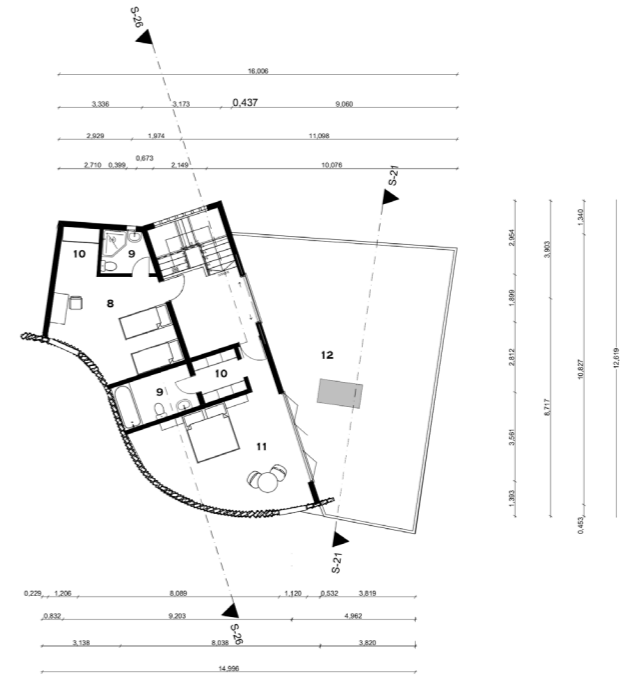 S-26
16,006
3,336 3,173 0,437 9,060
2,929 1,974 11,098
0,673
2,710 0,399 2,149 10,076
S-21
10
9
8
12
10
9
11
2,954
1,899
2,812
3,561
1,393
3,903
8,717
1,340
10,827
0,453
12,619
S-21
0,229 1,206 8,089 1,120 0,532 3,819
0,832 9,203 4,962
S-26
3,138 8,038 3,820
14,996